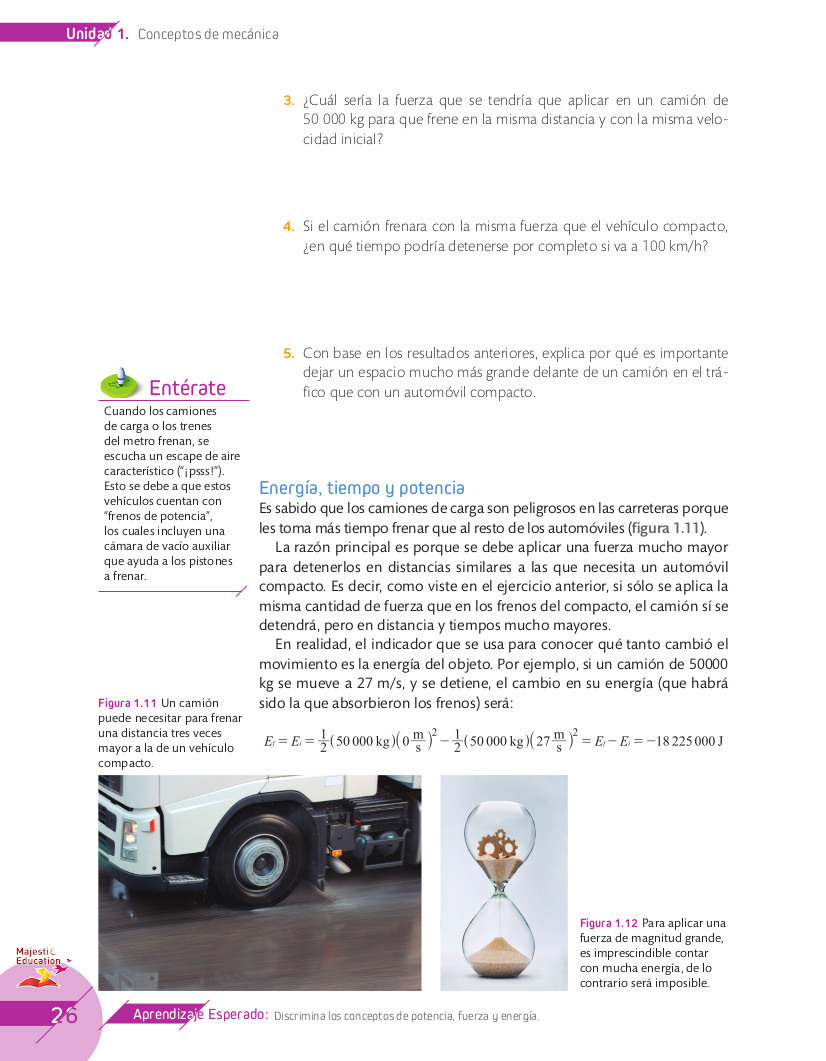 Unidad 1. Conceptos de mecánica
3. ¿Cuál sería la fuerza que se tendría que aplicar en un camión de
50 000 kg para que frene en la misma distancia y con la misma velo-
cidad inicial?
4. Si el camión frenara con la misma fuerza que el vehículo compacto,
¿en qué tiempo podría detenerse por completo si va a 100 km/h?
5. Con base en los resultados anteriores, explica por qué es importante
dejar un espacio mucho más grande delante de un camión en el trá-
fico que con un automóvil compacto.
Entérate
Cuando los camiones
de carga o los trenes
del metro frenan, se
escucha un escape de aire
característico (“¡psss!”).
Esto se debe a que estos
vehículos cuentan con
“frenos de potencia”,
los cuales incluyen una
cámara de vacío auxiliar
que ayuda a los pistones
a frenar.
Energía, tiempo y potencia
Es sabido que los camiones de carga son peligrosos en las carreteras porque
les toma más tiempo frenar que al resto de los automóviles (figura 1.11).
La razón principal es porque se debe aplicar una fuerza mucho mayor
para detenerlos en distancias similares a las que necesita un automóvil
compacto. Es decir, como viste en el ejercicio anterior, si sólo se aplica la
misma cantidad de fuerza que en los frenos del compacto, el camión sí se
detendrá, pero en distancia y tiempos mucho mayores.
En realidad, el indicador que se usa para conocer qué tanto cambió el
movimiento es la energía del objeto. Por ejemplo, si un camión de 50000
kg se mueve a 27 m/s, y se detiene, el cambio en su energía (que habrá
sido la que absorbieron los frenos) será:
E_f = E_i = 1/2 (50 000 kg)(0 m/s)² − 1/2 (50 000 kg)(27 m/s)² = E_f − E_i = −18 225 000 J
Figura 1.11 Un camión
puede necesitar para frenar
una distancia tres veces
mayor a la de un vehículo
compacto.
Figura 1.12 Para aplicar una
fuerza de magnitud grande,
es imprescindible contar
con mucha energía, de lo
contrario será imposible.
Majestic
Education
26
Aprendizaje Esperado: Discrimina los conceptos de potencia, fuerza y energía.